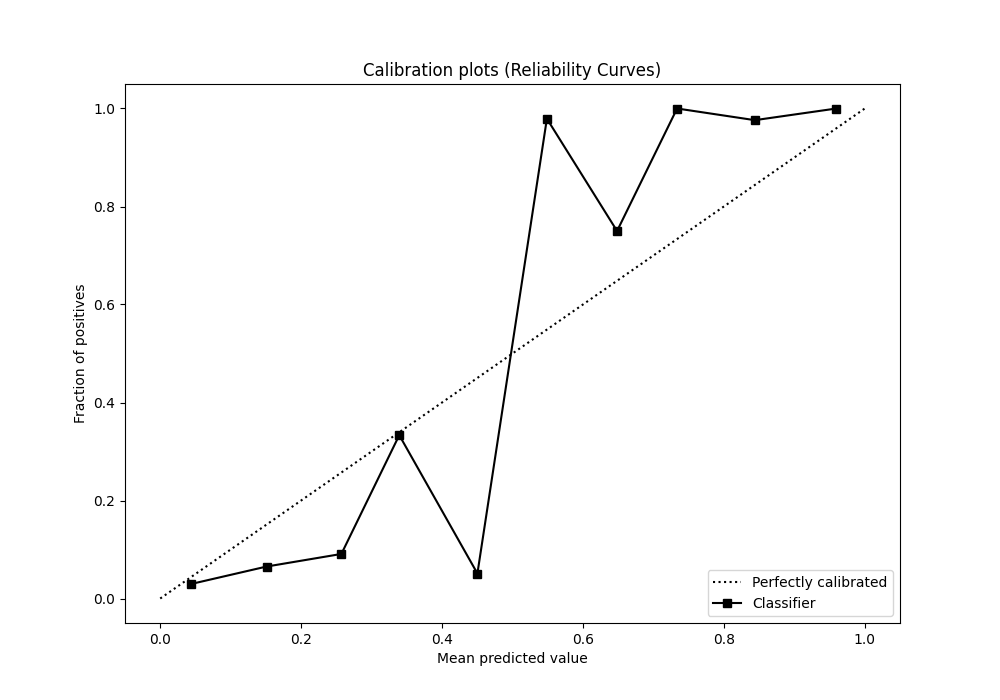 Calibration plots (Reliability Curves)
1.0
0.8
0.6
0.4
0.2
0.0
Fraction of positives
0.0 0.2 0.4 0.6 0.8 1.0
Mean predicted value
Perfectly calibrated
Classifier